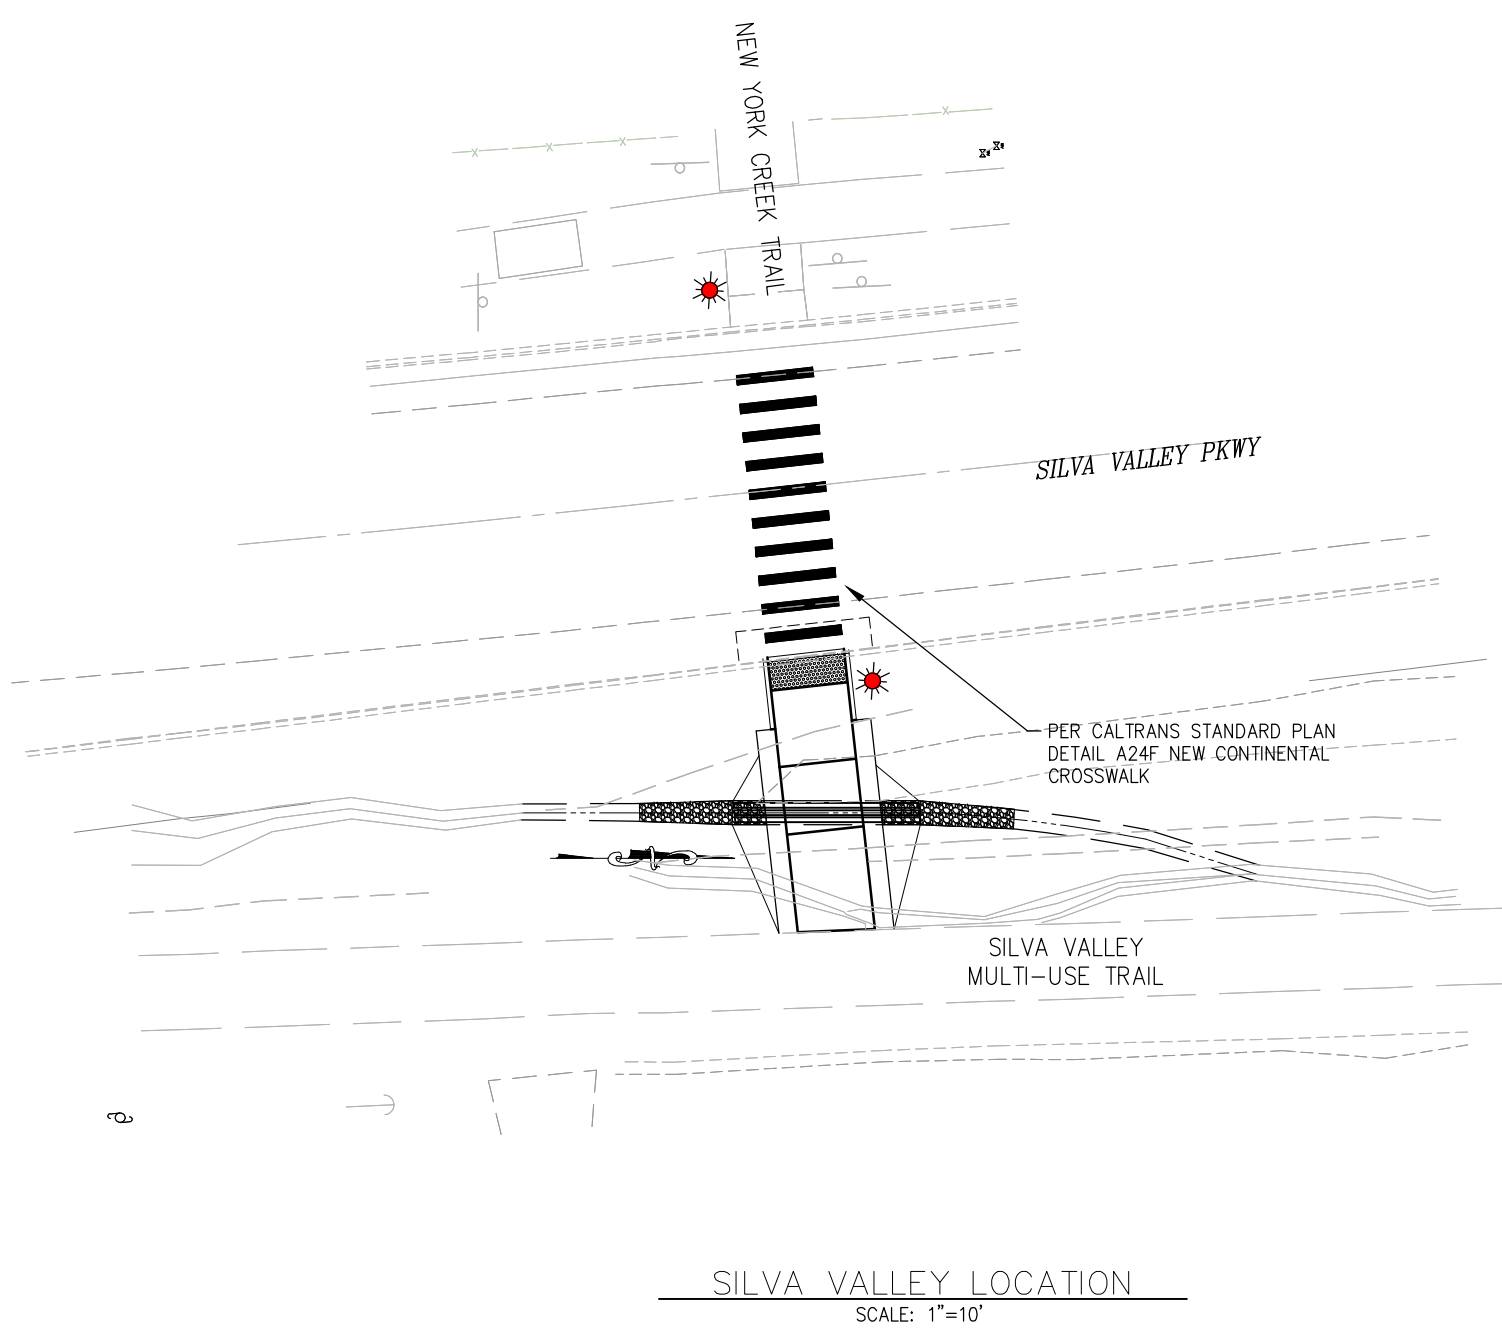 NEW YORK CREEK TRAIL
SILVA VALLEY PKWY
PER CALTRANS STANDARD PLAN
DETAIL A24F NEW CONTINENTAL
CROSSWALK
SILVA VALLEY
MULTI-USE TRAIL
SILVA VALLEY LOCATION
SCALE: 1"=10'